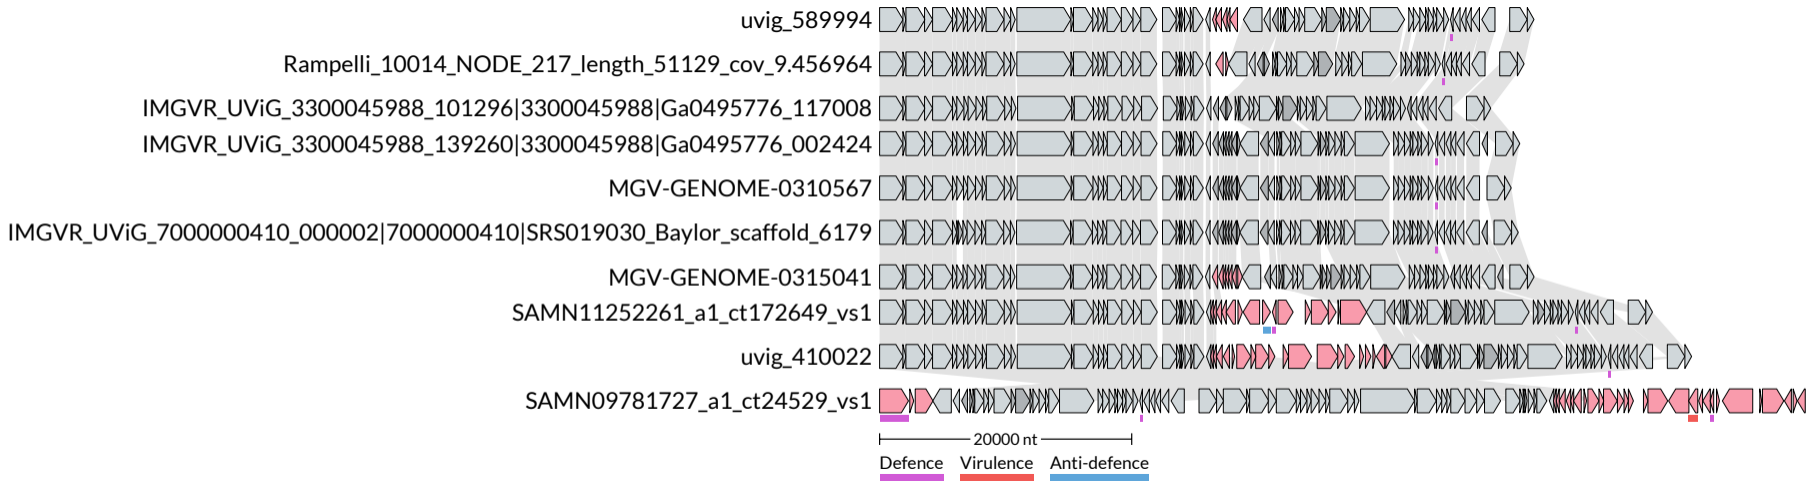 uvig_589994
Rampelli_10014_NODE_217_length_51129_cov_9.456964
IMGVR_UViG_3300045988_101296|3300045988|Ga0495776_117008
IMGVR_UViG_3300045988_139260|3300045988|Ga0495776_002424
MGV-GENOME-0310567
IMGVR_UViG_7000000410_000002|7000000410|SRS019030_Baylor_scaffold_6179
MGV-GENOME-0315041
SAMN11252261_a1_ct172649_vs1
uvig_410022
SAMN09781727_a1_ct24529_vs1
20000 nt
Defence Virulence Anti-defence